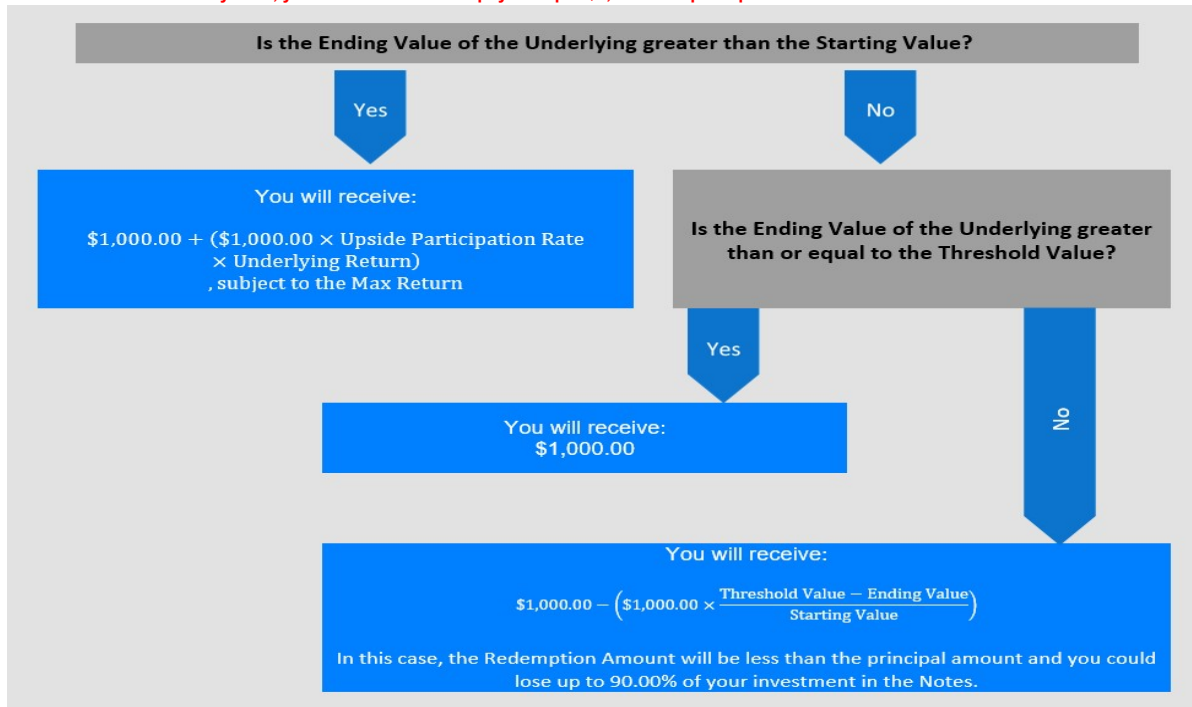 Is the Ending Value of the Underlying greater than the Starting Value?
Yes
No
You will receive:
$1,000.00 + ($1,000.00 × Upside Participation Rate
× Underlying Return)
, subject to the Max Return
Is the Ending Value of the Underlying greater
than or equal to the Threshold Value?
Yes
No
You will receive:
$1,000.00
You will receive:
$1,000.00 − ($1,000.00 × (Threshold Value − Ending Value) / Starting Value)
In this case, the Redemption Amount will be less than the principal amount and you could
lose up to 90.00% of your investment in the Notes.